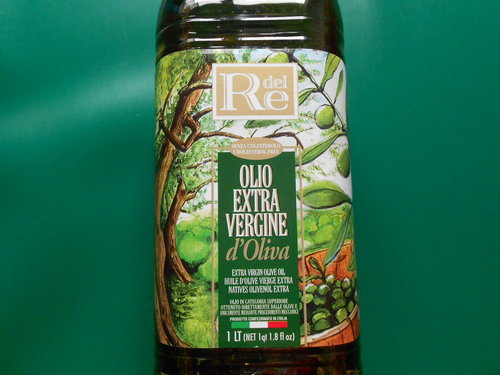 del
Re
SENZA COLESTEROLO
CHOLESTEROL FREE
OLIO
EXTRA
VERGINE
d'Oliva
EXTRA VIRGIN OLIVE OIL
HUILE D'OLIVE VIERGE EXTRA
NATIVES OLIVENÖL EXTRA
OLIO DI CATEGORIA SUPERIORE
OTTENUTO DIRETTAMENTE DALLE OLIVE E
UNICAMENTE MEDIANTE PROCEDIMENTI MECCANICI
PRODOTTO CONFEZIONATO IN ITALIA
1 LT (NET 1qt 1.8 fl oz)